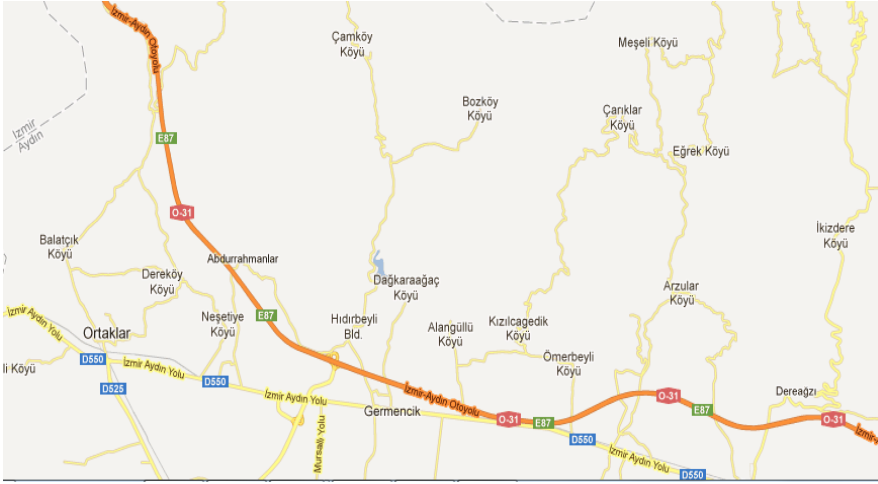 İzmir-Aydın Otoyolu
Çamköy
Köyü
Meşeli Köyü
Bozköy
Köyü
Çarıklar
Köyü
İzmir
Aydın
E87
Eğrek Köyü
O-31
Balatçık
Köyü
İkizdere
Köyü
Abdurrahmanlar
Dereköy
Köyü
Dağkaraağaç
Köyü
Arzular
Köyü
İzmir Aydın Yolu
Neşetiye
Köyü
E87
Hıdırbeyli
Bld.
Alangüllü
Köyü
Kızılcagedik
Köyü
Ortaklar
D550
li Köyü
İzmir Aydın Yolu
Ömerbeyli
Köyü
D525
D550
İzmir Aydın Yolu
İzmir-Aydın Otoyolu
O-31
E87
Dereağzı
Germencik
Mursallı Yolu
O-31
E87
O-31
İzmir-
D550
İzmir Aydın Yolu
D550